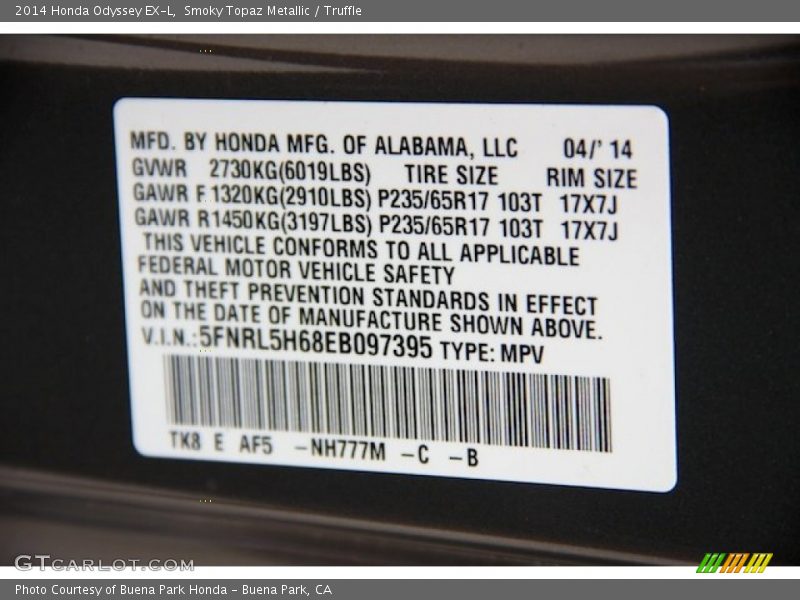 2014 Honda Odyssey EX-L, Smoky Topaz Metallic / Truffle
MFD. BY HONDA MFG. OF ALABAMA, LLC 04/' 14
GVWR 2730KG(6019LBS) TIRE SIZE RIM SIZE
GAWR F 1320KG(2910LBS) P235/65R17 103T 17X7J
GAWR R1450KG(3197LBS) P235/65R17 103T 17X7J
THIS VEHICLE CONFORMS TO ALL APPLICABLE
FEDERAL MOTOR VEHICLE SAFETY
AND THEFT PREVENTION STANDARDS IN EFFECT
ON THE DATE OF MANUFACTURE SHOWN ABOVE.
V.I.N.:5FNRL5H68EB097395 TYPE: MPV
TK8 E AF5 -NH777M -C -B
GTCARLOT.COM
Photo Courtesy of Buena Park Honda - Buena Park, CA